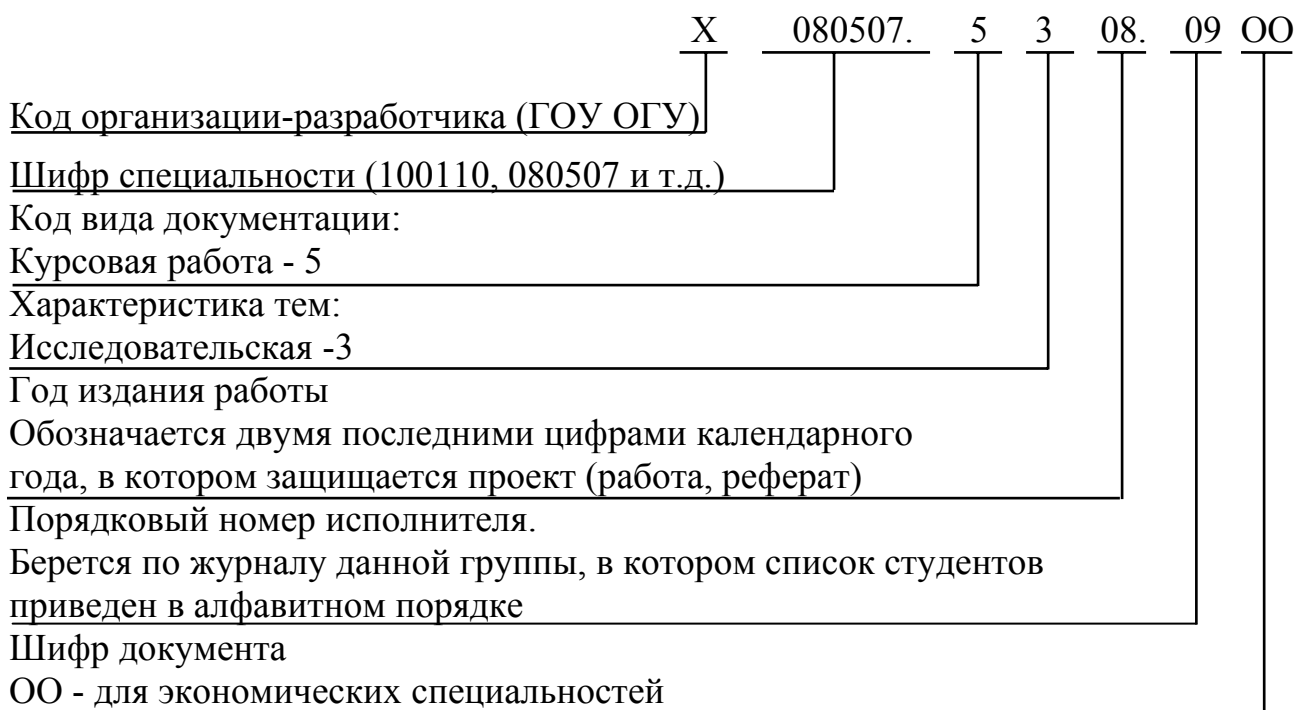 Х 080507. 5 3 08. 09 ОО
Код организации-разработчика (ГОУ ОГУ)
Шифр специальности (100110, 080507 и т.д.)
Код вида документации:
Курсовая работа - 5
Характеристика тем:
Исследовательская -3
Год издания работы
Обозначается двумя последними цифрами календарного
года, в котором защищается проект (работа, реферат)
Порядковый номер исполнителя.
Берется по журналу данной группы, в котором список студентов
приведен в алфавитном порядке
Шифр документа
ОО - для экономических специальностей